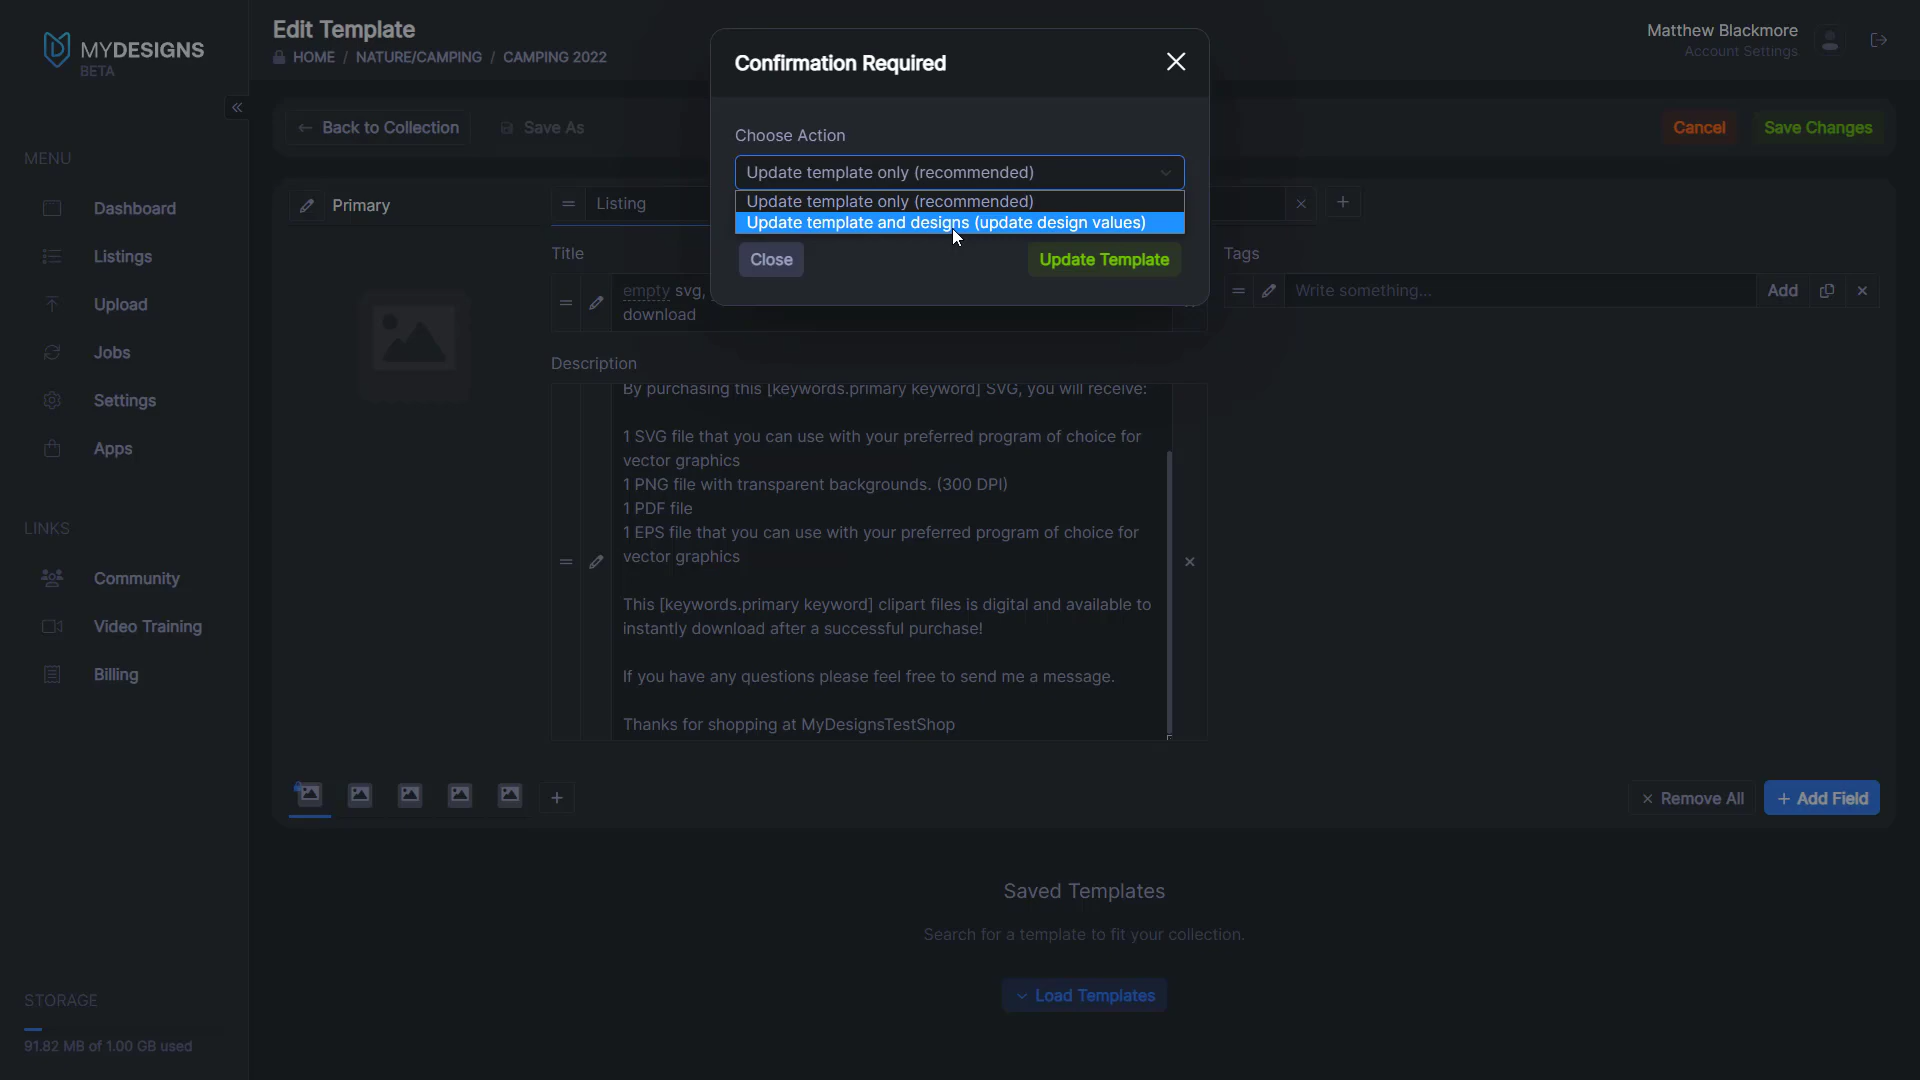 MYDESIGNS
BETA
MENU
Dashboard
Listings
Upload
Jobs
Settings
Apps
LINKS
Community
Video Training
Billing
STORAGE
91.82 MB of 1.00 GB used
Edit Template
HOME / NATURE/CAMPING / CAMPING 2022
Matthew Blackmore
Account Settings
Back to Collection
Save As
Cancel
Save Changes
Confirmation Required
Choose Action
Update template only (recommended)
Update template only (recommended)
Update template and designs (update design values)
Close
Update Template
Primary
Listing
Title
empty svg,
download
Description
By purchasing this [keywords.primary keyword] SVG, you will receive:
1 SVG file that you can use with your preferred program of choice for
vector graphics
1 PNG file with transparent backgrounds. (300 DPI)
1 PDF file
1 EPS file that you can use with your preferred program of choice for
vector graphics
This [keywords.primary keyword] clipart files is digital and available to
instantly download after a successful purchase!
If you have any questions please feel free to send me a message.
Thanks for shopping at MyDesignsTestShop
Tags
Write something...
Add
Remove All
+ Add Field
Saved Templates
Search for a template to fit your collection.
Load Templates